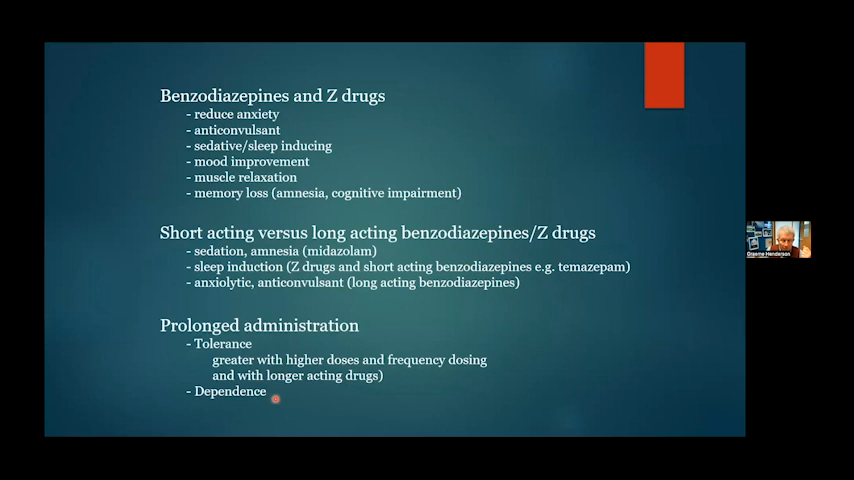 Benzodiazepines and Z drugs
- reduce anxiety
- anticonvulsant
- sedative/sleep inducing
- mood improvement
- muscle relaxation
- memory loss (amnesia, cognitive impairment)
Short acting versus long acting benzodiazepines/Z drugs
- sedation, amnesia (midazolam)
- sleep induction (Z drugs and short acting benzodiazepines e.g. temazepam)
- anxiolytic, anticonvulsant (long acting benzodiazepines)
Graeme Henderson
Prolonged administration
- Tolerance
greater with higher doses and frequency dosing
and with longer acting drugs)
- Dependence